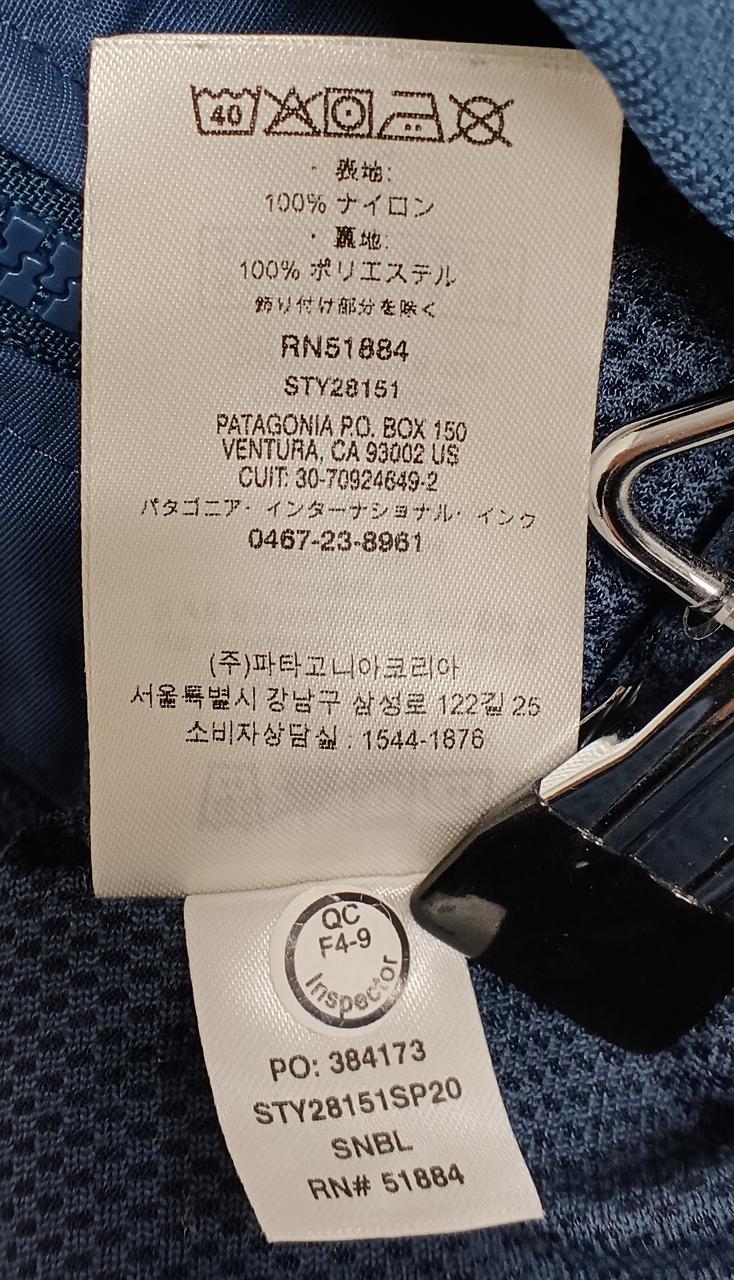 40
・表地:
100% ナイロン
・裏地:
100% ポリエステル
飾り付け部分を除く
RN51884
STY28151
PATAGONIA P.O. BOX 150
VENTURA, CA 93002 US
CUIT: 30-70924649-2
パタゴニア・インターナショナル・インク
0467-23-8961
(주)파타고니아코리아
서울특별시 강남구 삼성로 122길 25
소비자상담실 : 1544-1876
QC
F4-9
Inspector
PO: 384173
STY28151SP20
SNBL
RN# 51884